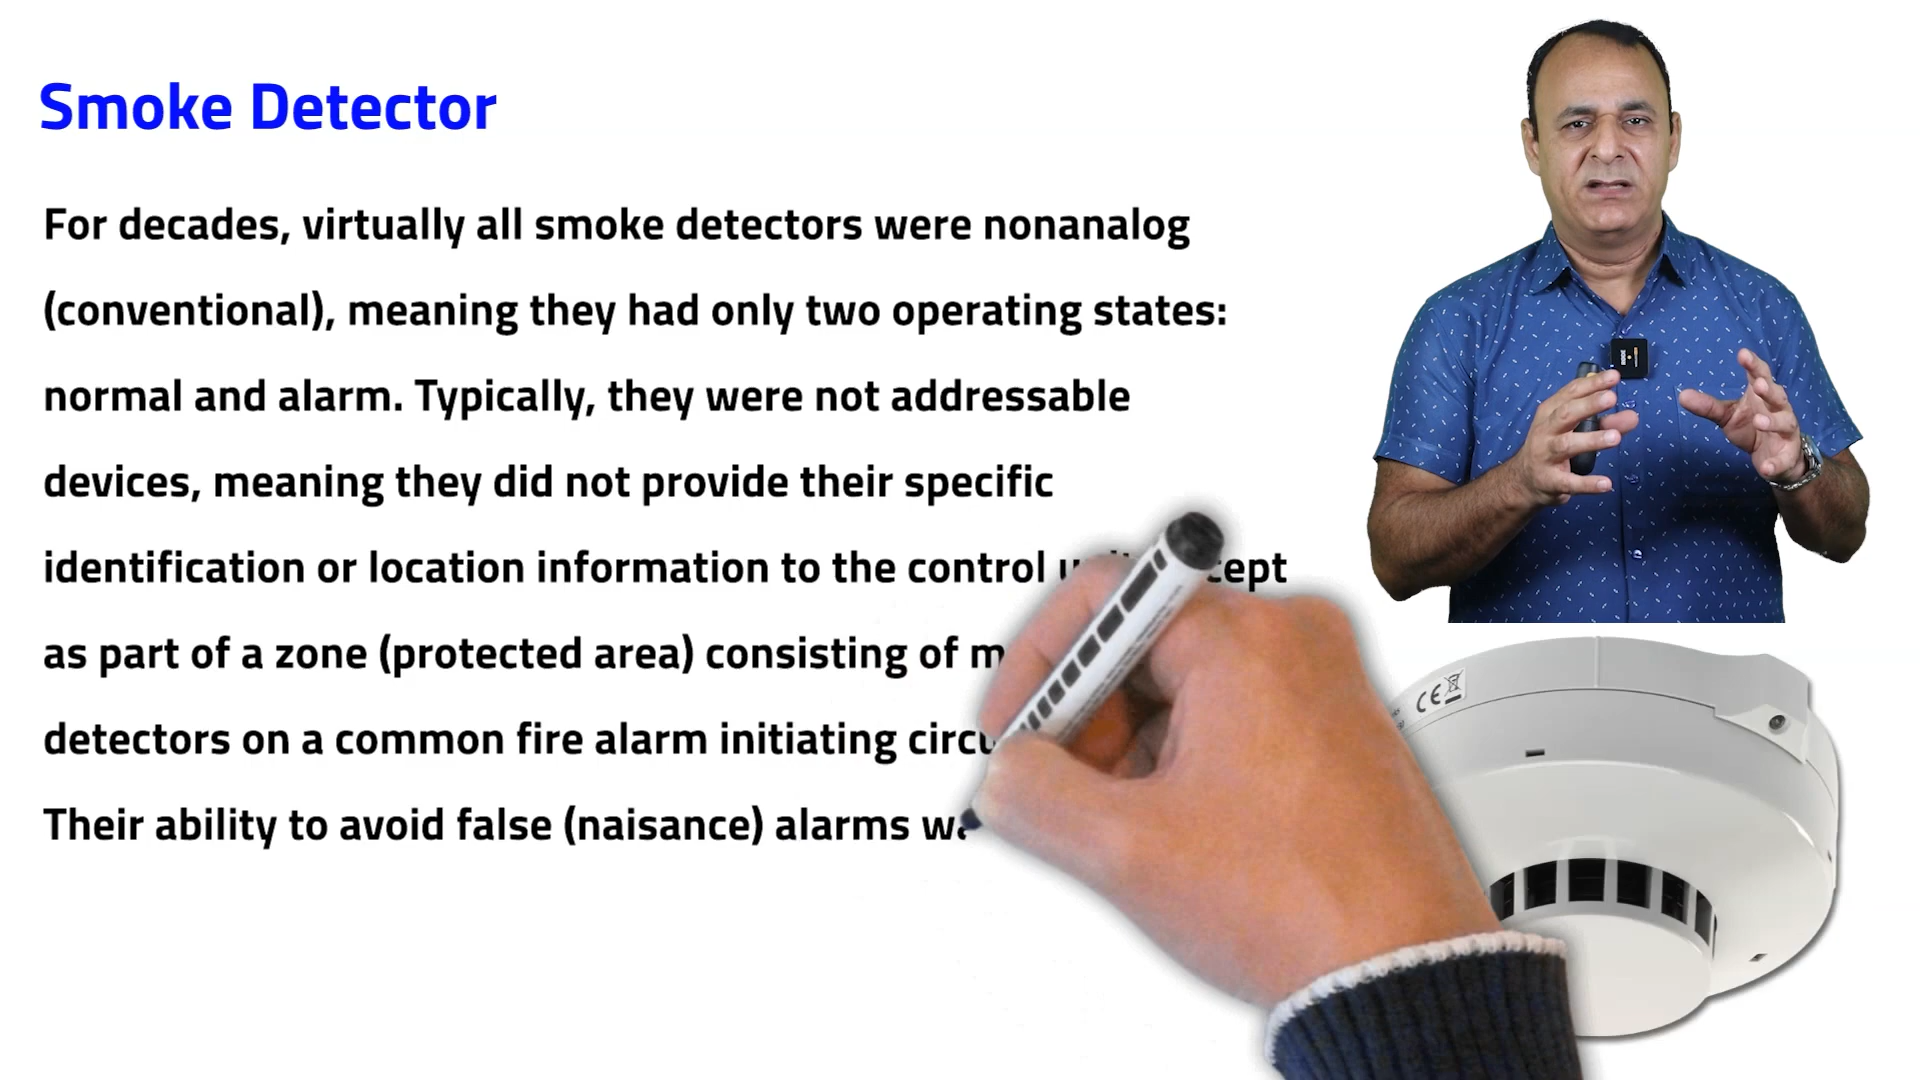 Smoke Detector
For decades, virtually all smoke detectors were nonanalog
(conventional), meaning they had only two operating states:
normal and alarm. Typically, they were not addressable
devices, meaning they did not provide their specific
identification or location information to the control
as part of a zone (protected area) consisting of
detectors on a common fire alarm initiating
Their ability to avoid false (naisance) alarms
CE